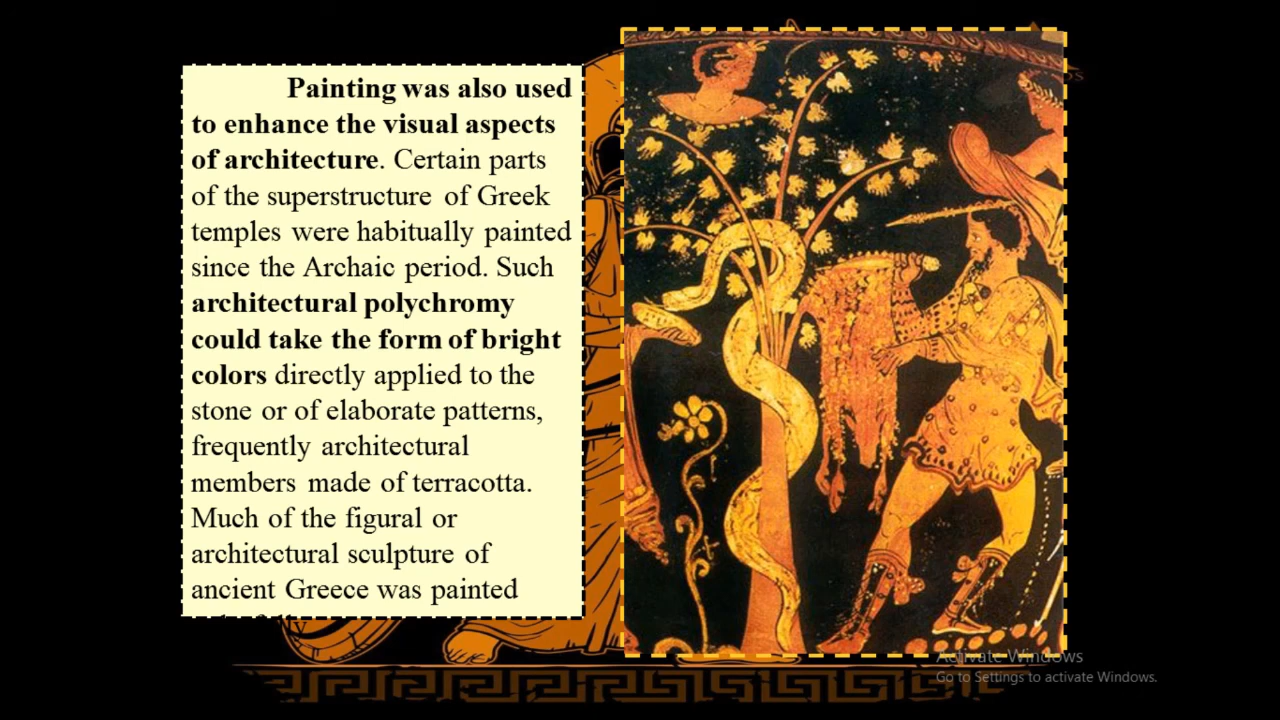 Painting was also used
to enhance the visual aspects
of architecture. Certain parts
of the superstructure of Greek
temples were habitually painted
since the Archaic period. Such
architectural polychromy
could take the form of bright
colors directly applied to the
stone or of elaborate patterns,
frequently architectural
members made of terracotta.
Much of the figural or
architectural sculpture of
ancient Greece was painted
Activate Windows
Go to Settings to activate Windows.